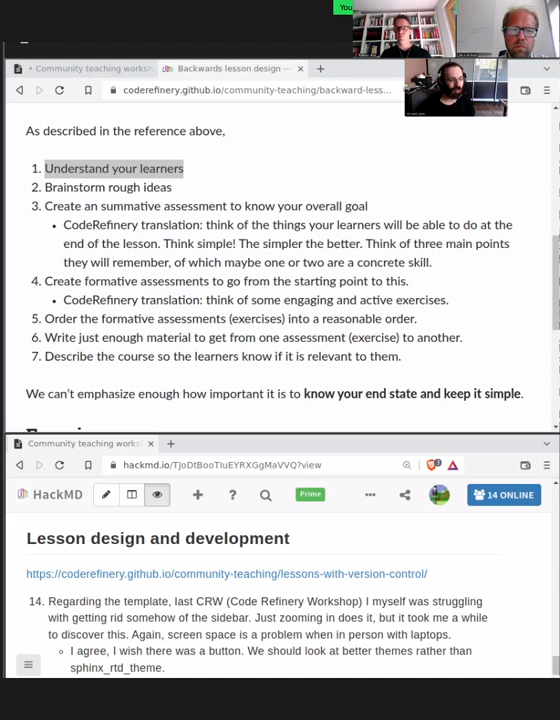 You
Community teaching worksh
Backwards lesson design —
coderefinery.github.io/community-teaching/backward-less...
As described in the reference above,
1. Understand your learners
2. Brainstorm rough ideas
3. Create an summative assessment to know your overall goal
• CodeRefinery translation: think of the things your learners will be able to do at the
end of the lesson. Think simple! The simpler the better. Think of three main points
they will remember, of which maybe one or two are a concrete skill.
4. Create formative assessments to go from the starting point to this.
• CodeRefinery translation: think of some engaging and active exercises.
5. Order the formative assessments (exercises) into a reasonable order.
6. Write just enough material to get from one assessment (exercise) to another.
7. Describe the course so the learners know if it is relevant to them.
We can't emphasize enough how important it is to know your end state and keep it simple.
Community teaching works
hackmd.io/TJoDtBooTIuEYRXGgMaVVQ?view
HackMD
Prime
14 ONLINE
Lesson design and development
https://coderefinery.github.io/community-teaching/lessons-with-version-control/
14. Regarding the template, last CRW (Code Refinery Workshop) I myself was struggling
with getting rid somehow of the sidebar. Just zooming in does it, but it took me a while
to discover this. Again, screen space is a problem when in person with laptops.
I agree, I wish there was a button. We should look at better themes rather than
sphinx_rtd_theme.